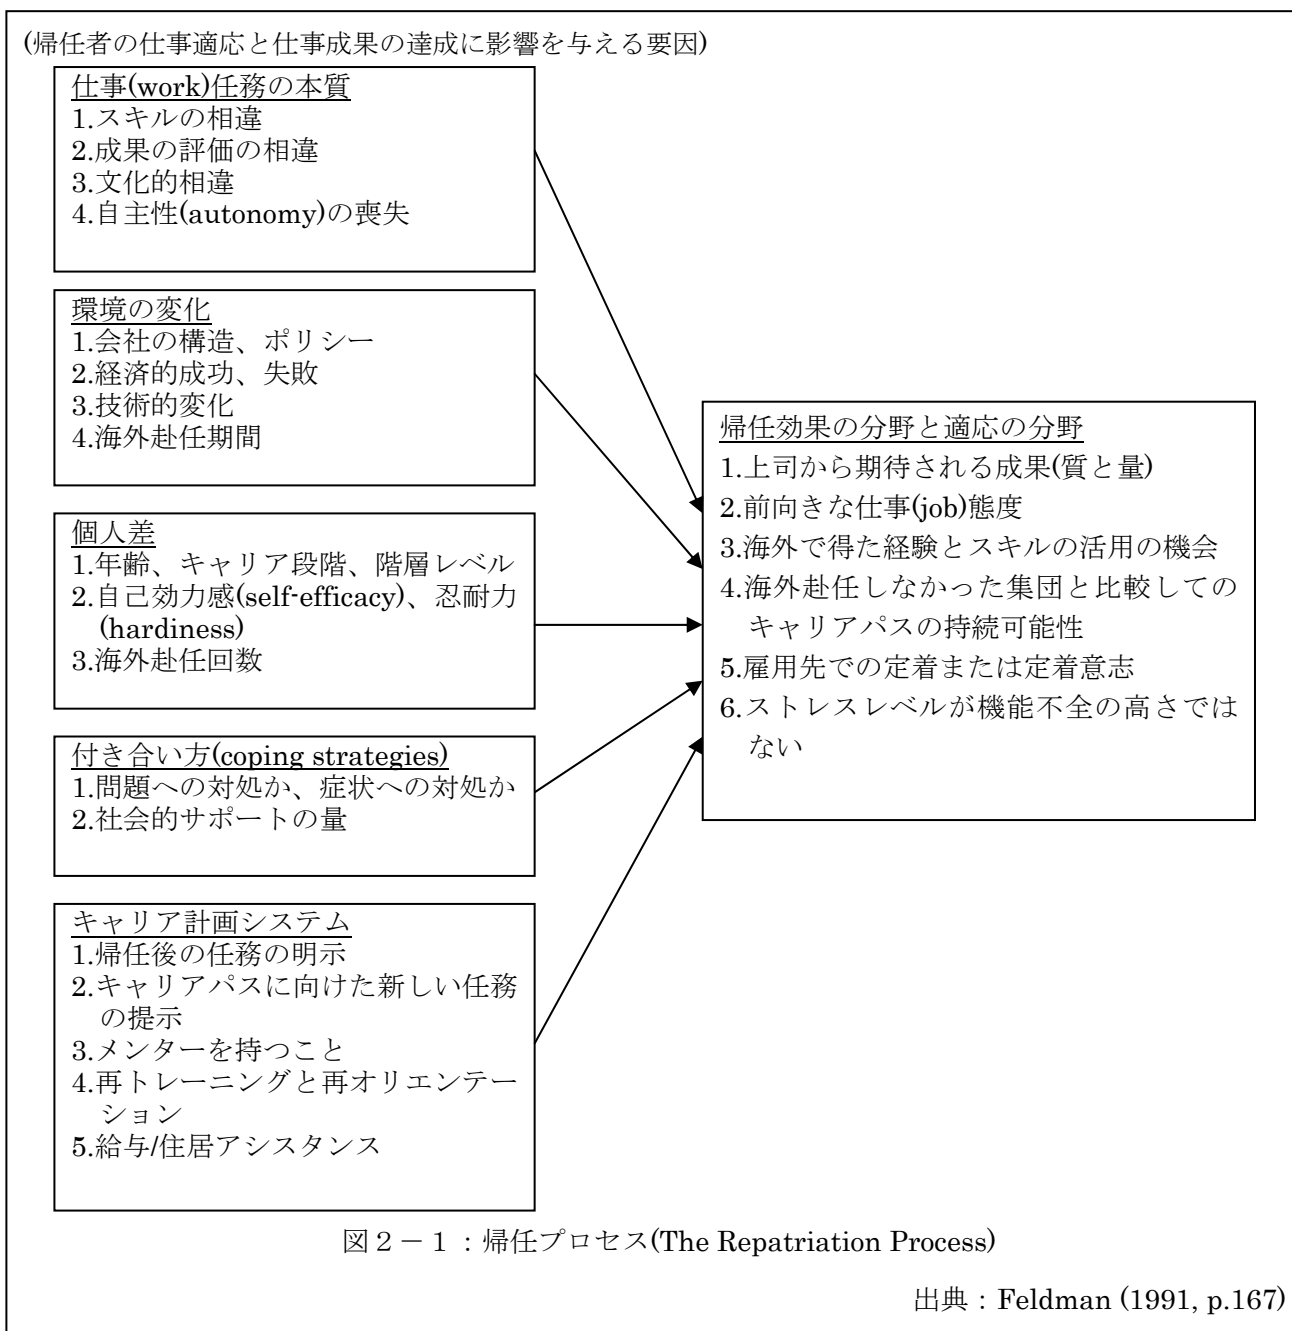 (帰任者の仕事適応と仕事成果の達成に影響を与える要因)
仕事(work)任務の本質
1.スキルの相違
2.成果の評価の相違
3.文化的相違
4.自主性(autonomy)の喪失
環境の変化
1.会社の構造、ポリシー
2.経済的成功、失敗
3.技術的変化
4.海外赴任期間
個人差
1.年齢、キャリア段階、階層レベル
2.自己効力感(self-efficacy)、忍耐力
(hardiness)
3.海外赴任回数
付き合い方(coping strategies)
1.問題への対処か、症状への対処か
2.社会的サポートの量
キャリア計画システム
1.帰任後の任務の明示
2.キャリアパスに向けた新しい任務
の提示
3.メンターを持つこと
4.再トレーニングと再オリエンテー
ション
5.給与/住居アシスタンス
帰任効果の分野と適応の分野
1.上司から期待される成果(質と量)
2.前向きな仕事(job)態度
3.海外で得た経験とスキルの活用の機会
4.海外赴任しなかった集団と比較しての
キャリアパスの持続可能性
5.雇用先での定着または定着意志
6.ストレスレベルが機能不全の高さでは
ない
図2-1:帰任プロセス(The Repatriation Process)
出典:Feldman (1991, p.167)